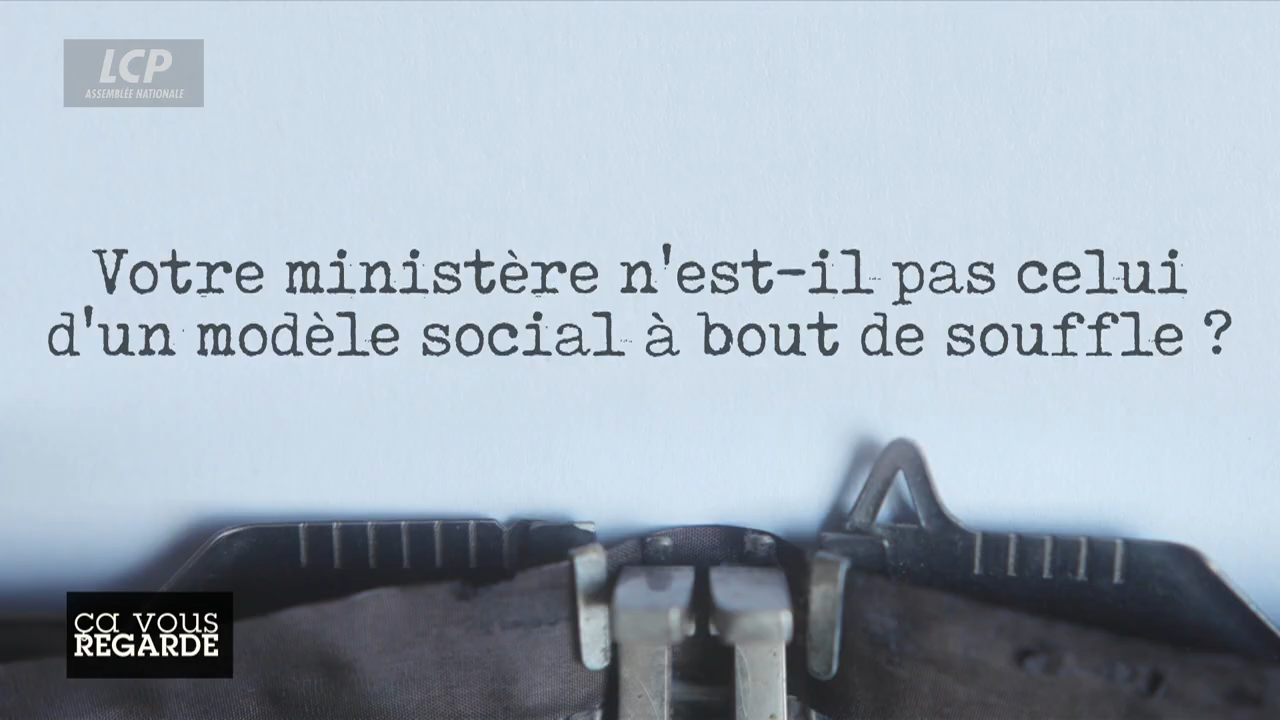 LCP
ASSEMBLÉE NATIONALE
Votre ministère n'est-il pas celui
d'un modèle social à bout de souffle ?
ça vous
REGARDE